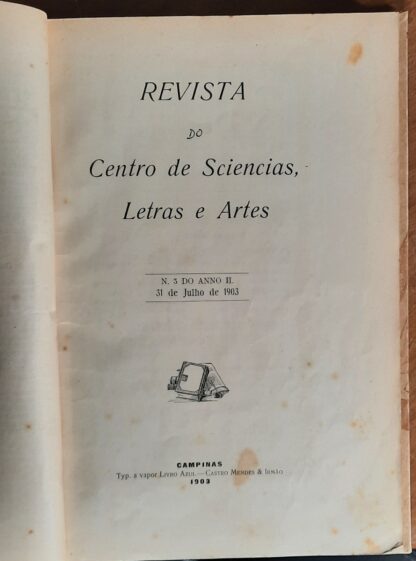 REVISTA
DO
Centro de Sciencias,
Letras e Artes
N. 3 DO ANNO II.
31 de Julho de 1903
CAMPINAS
Typ. a vapor LIVRO AZUL.—CASTRO MENDES & IRMÃO
1903